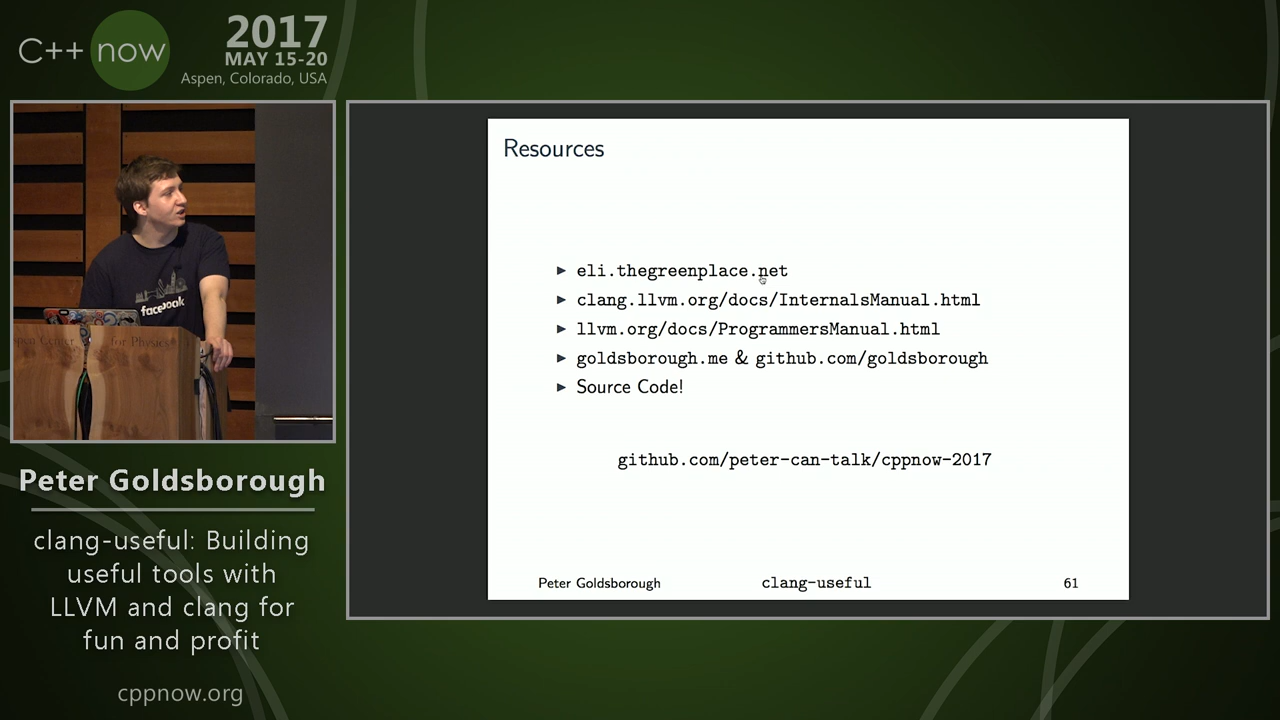 C++ now
2017
MAY 15-20
Aspen, Colorado, USA
facebook
for Physics
Peter Goldsborough
clang-useful: Building
useful tools with
LLVM and clang for
fun and profit
cppnow.org
Resources
▶ eli.thegreenplace.net
▶ clang.llvm.org/docs/InternalsManual.html
▶ llvm.org/docs/ProgrammersManual.html
▶ goldsborough.me & github.com/goldsborough
▶ Source Code!
github.com/peter-can-talk/cppnow-2017
Peter Goldsborough clang-useful 61